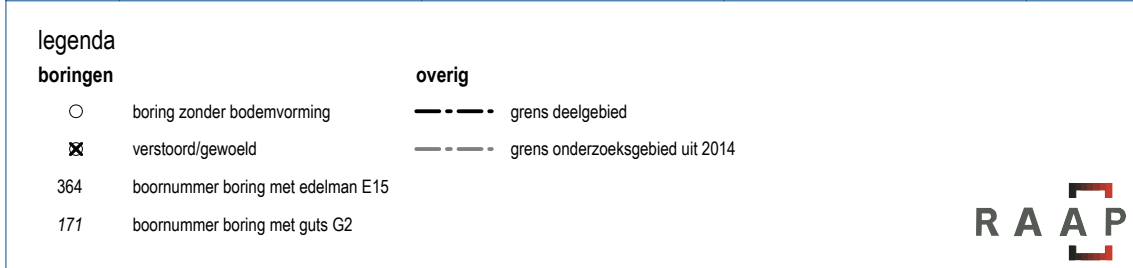 legenda
boringen
boring zonder bodemvorming
verstoord/gewoeld
364 boornummer boring met edelman E15
171 boornummer boring met guts G2
overig
grens deelgebied
grens onderzoeksgebied uit 2014
RAAP